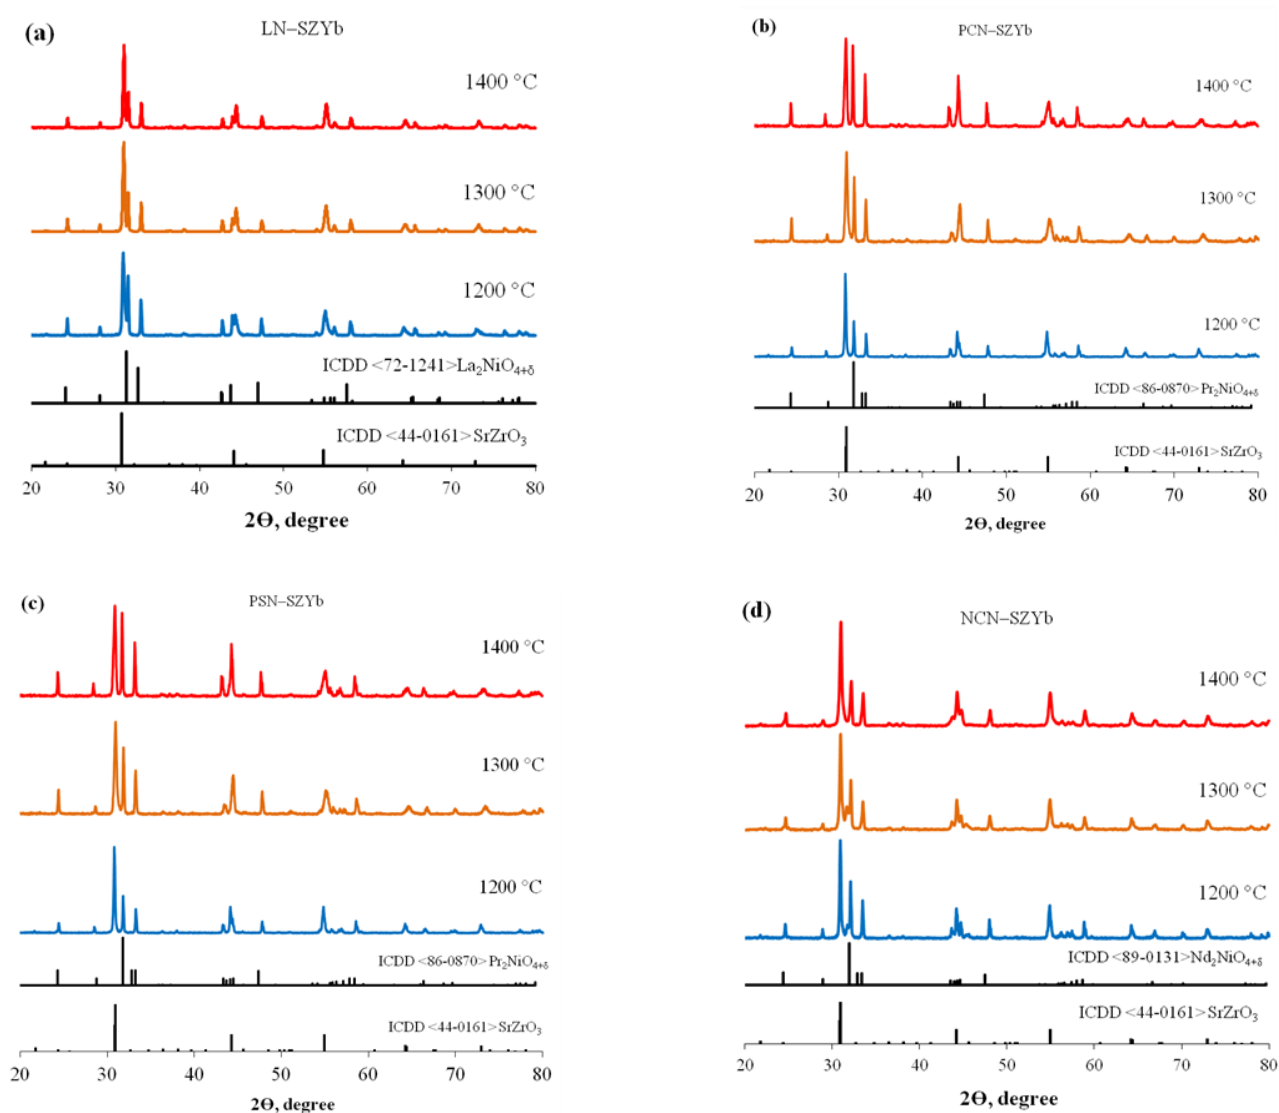 (a)
LN–SZYb
1400 °C
1300 °C
1200 °C
ICDD <72-1241>La₂NiO₄₊δ
ICDD <44-0161>SrZrO₃
20 30 40 50 60 70 80
2Ɵ, degree
(b)
PCN–SZYb
1400 °C
1300 °C
1200 °C
ICDD <86-0870>Pr₂NiO₄₊δ
ICDD <44-0161>SrZrO₃
20 30 40 50 60 70 80
2Ɵ, degree
(c)
PSN–SZYb
1400 °C
1300 °C
1200 °C
ICDD <86-0870>Pr₂NiO₄₊δ
ICDD <44-0161>SrZrO₃
20 30 40 50 60 70 80
2Ɵ, degree
(d)
NCN–SZYb
1400 °C
1300 °C
1200 °C
ICDD <89-0131>Nd₂NiO₄₊δ
ICDD <44-0161>SrZrO₃
20 30 40 50 60 70 80
2Ɵ, degree